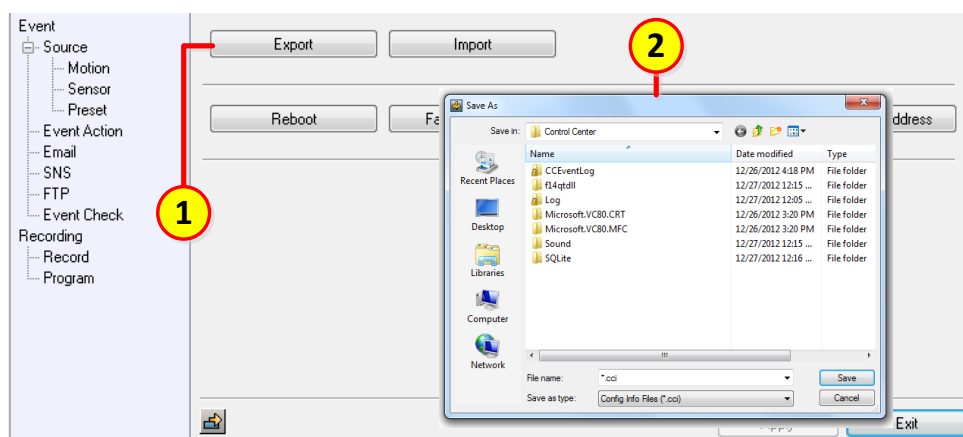 Event
Source
Motion
Sensor
Preset
Event Action
Email
SNS
FTP
Event Check
Recording
Record
Program
1
Export Import
2
Reboot Fa ddress
Save As
Save in: Control Center
Name Date modified Type
CCEventLog 12/26/2012 4:18 PM File folder
f14qtdll 12/27/2012 12:15 ... File folder
Log 12/27/2012 12:05 ... File folder
Microsoft.VC80.CRT 12/26/2012 3:20 PM File folder
Microsoft.VC80.MFC 12/26/2012 3:20 PM File folder
Sound 12/27/2012 12:15 ... File folder
SQLite 12/27/2012 12:16 ... File folder
Recent Places
Desktop
Libraries
Computer
Network
File name: *.cci Save
Save as type: Config Info Files (*.cci) Cancel
Exit